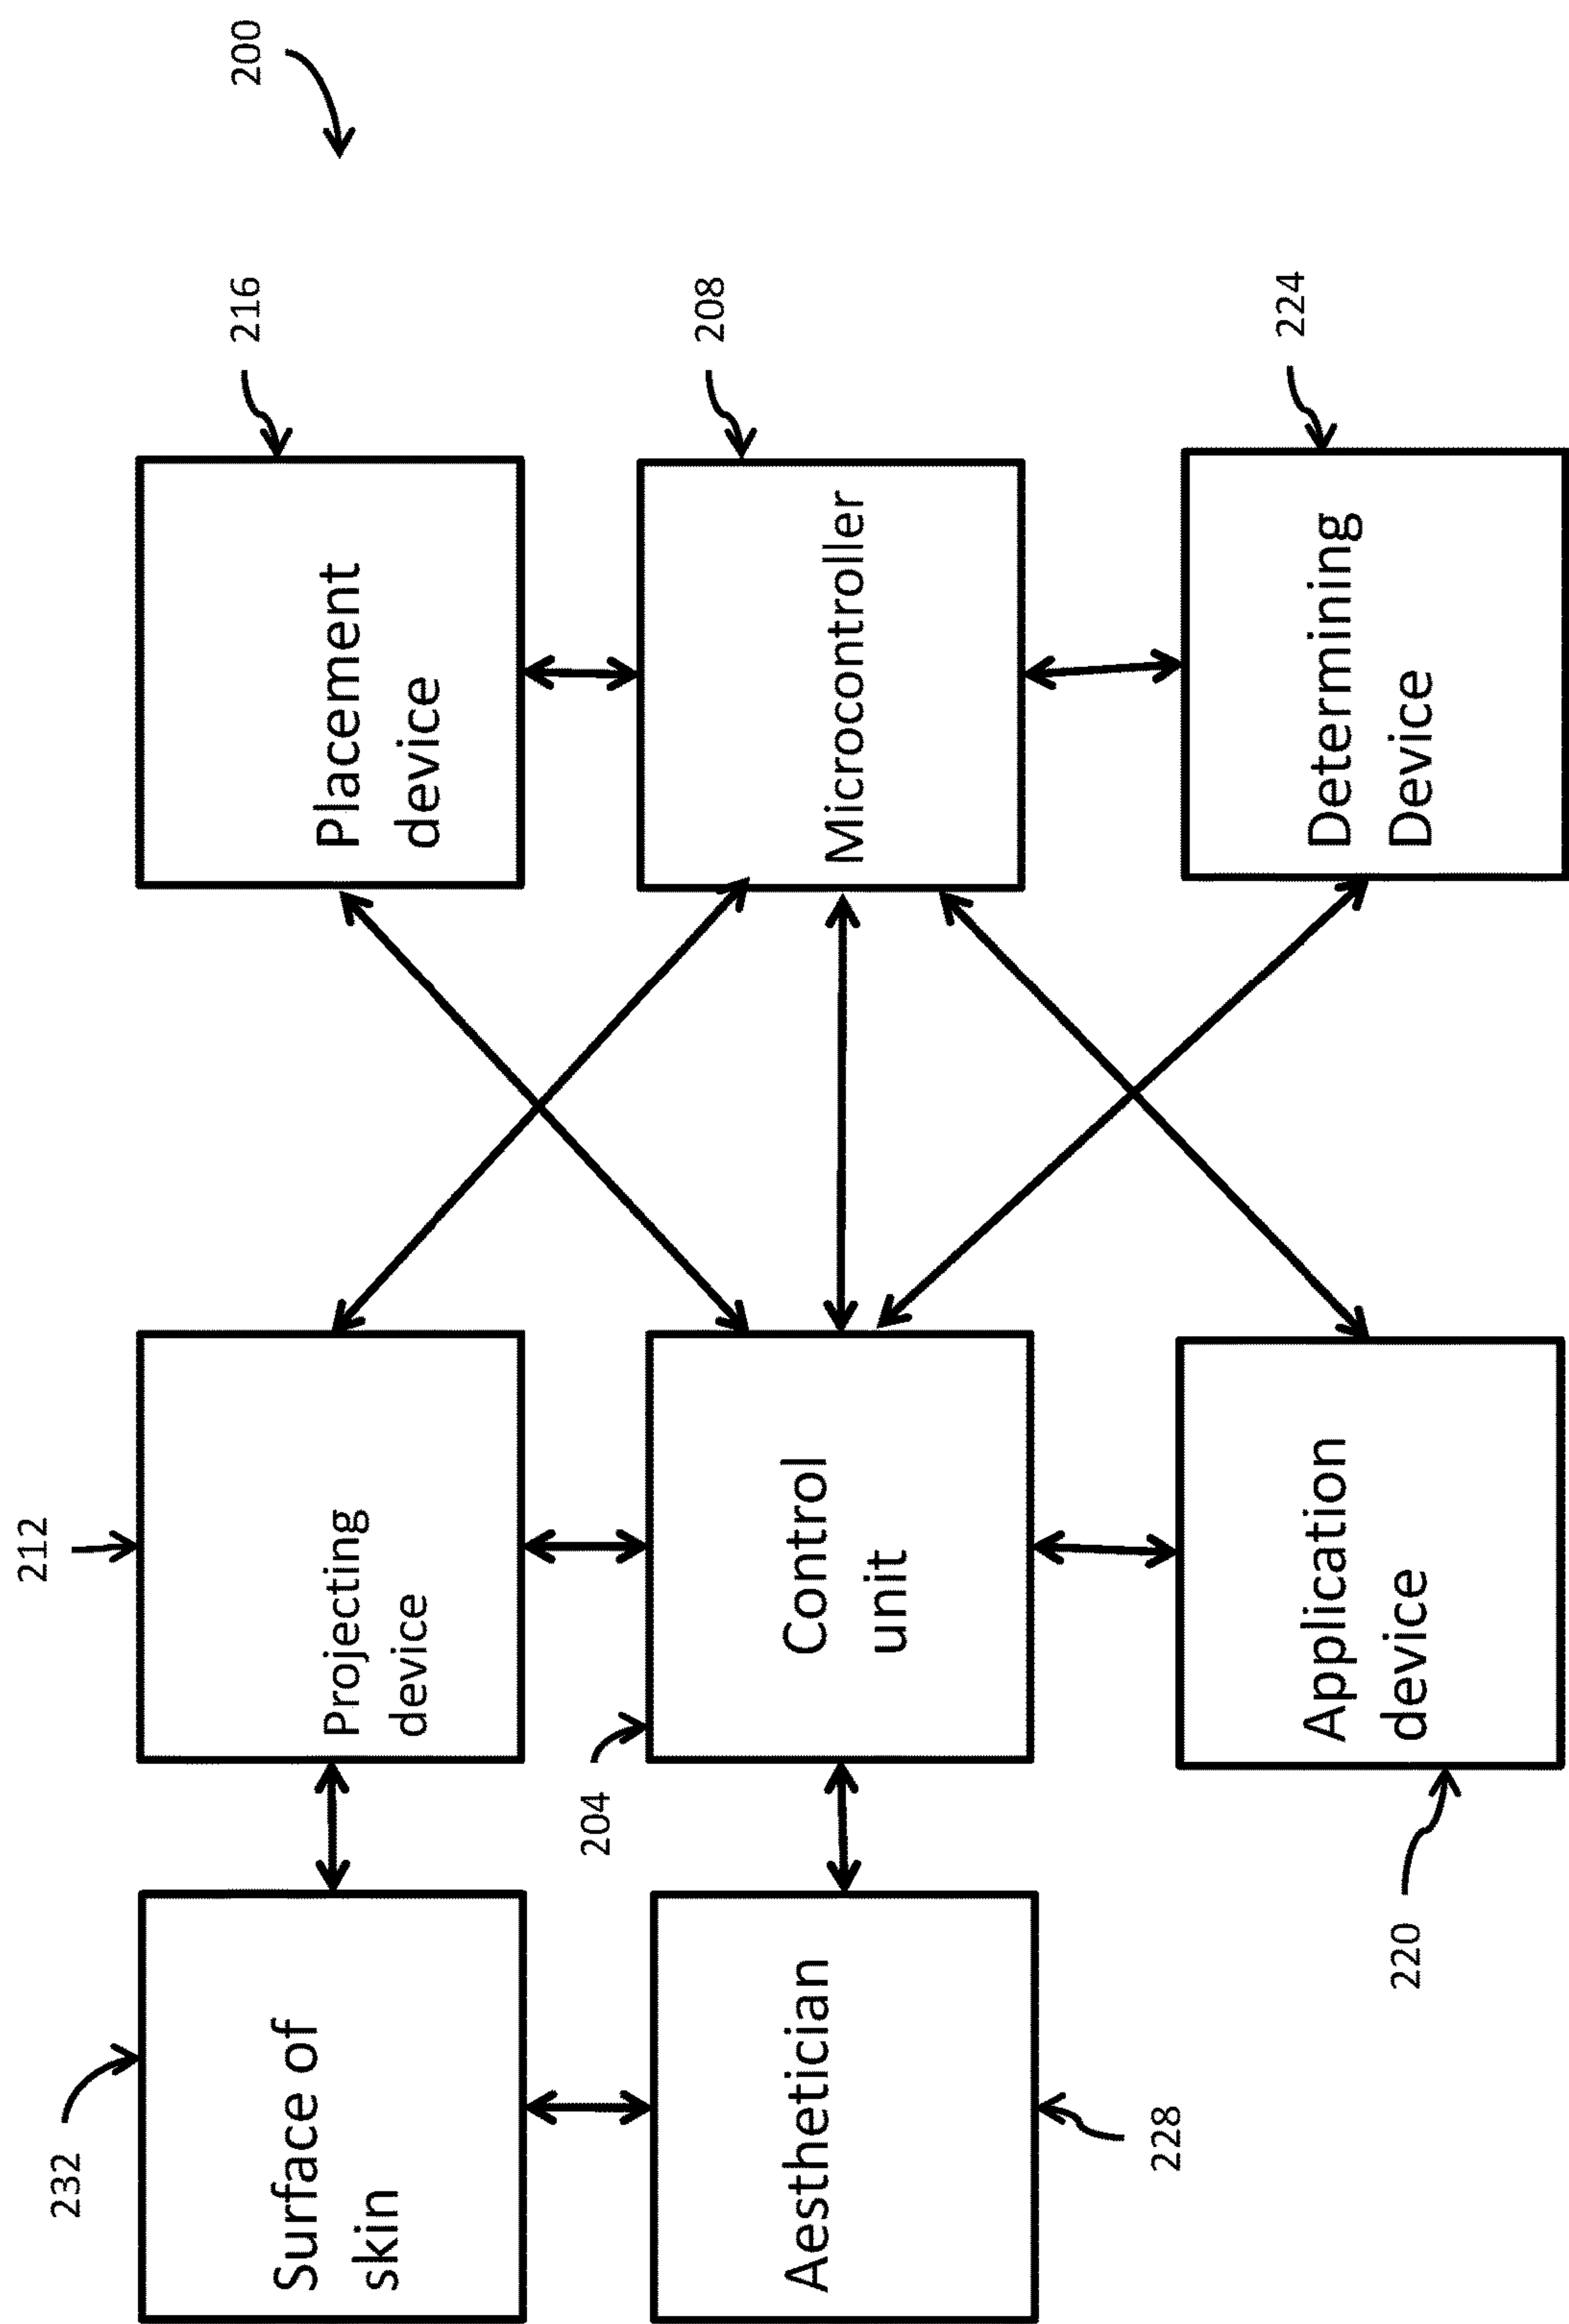 200
232
212
216
Surface of
skin
Projecting
device
Placement
device
204
208
Aesthetician
Control
unit
Microcontroller
228
224
Application
device
Determining
Device
220